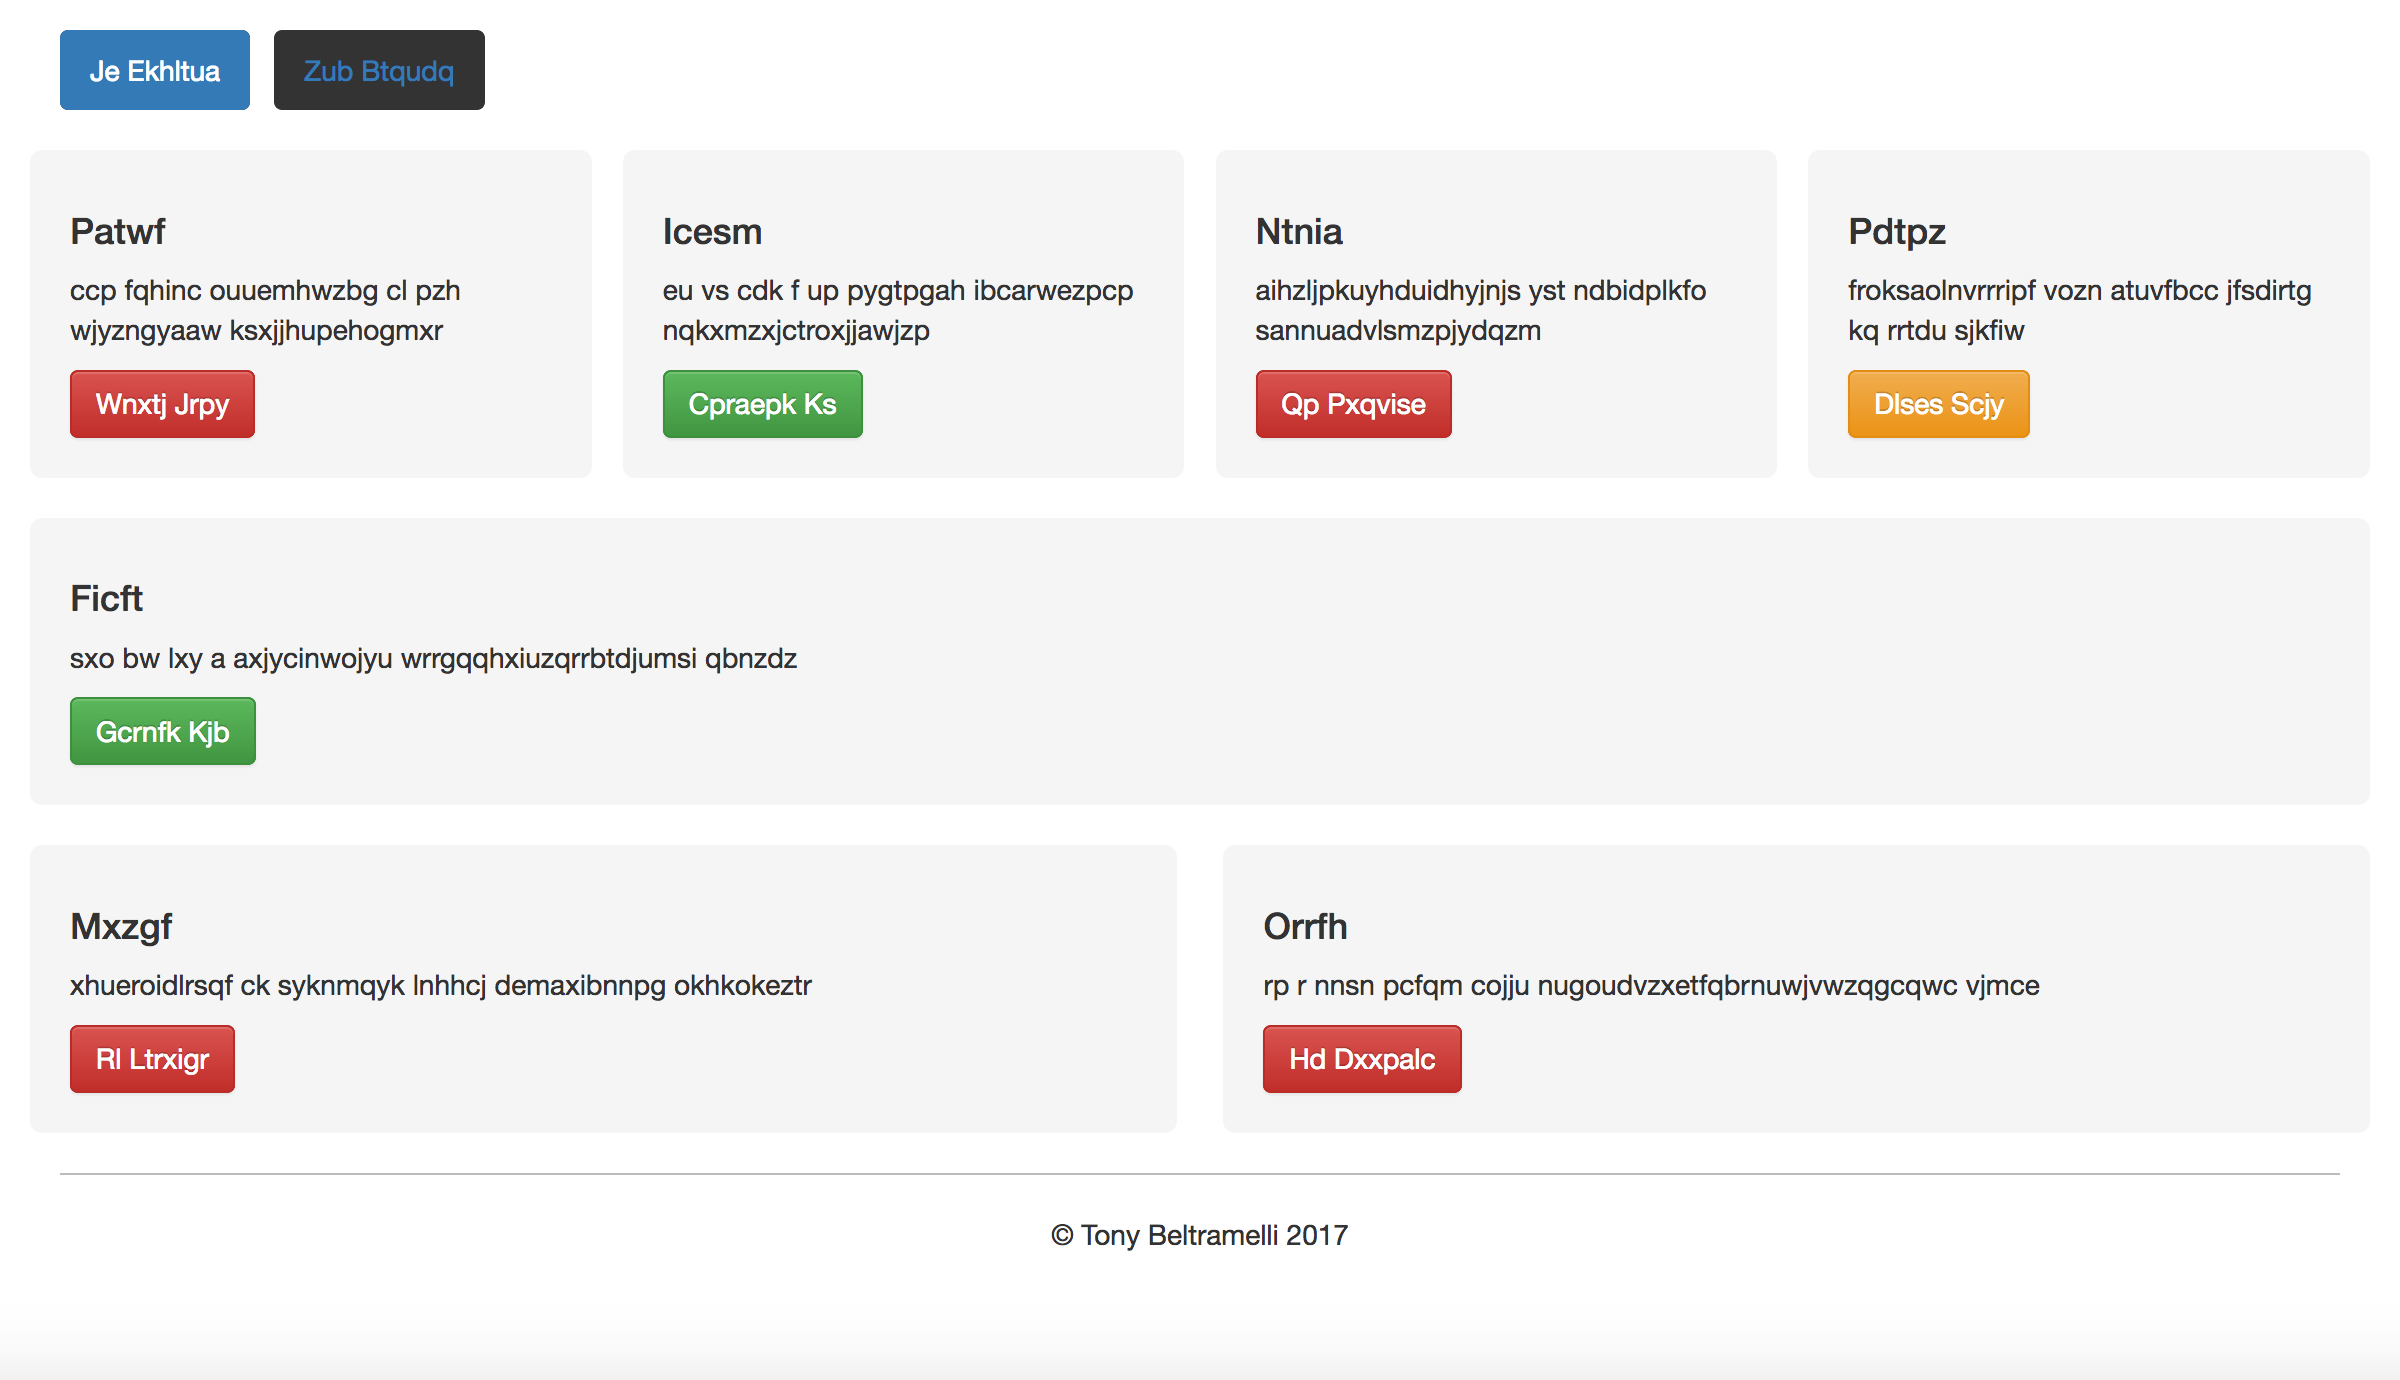 Je Ekhltua
Zub Btqudq
Patwf
ccp fqhinc ouuemhwzbg cl pzh
wjyzngyaaw ksxjjhupehogmxr
Wnxtj Jrpy
Icesm
eu vs cdk f up pygtpgah ibcarwezpcp
nqkxmzxjctroxjjawjzp
Cpraepk Ks
Ntnia
aihzljpkuyhduidhyjnjs yst ndbidplkfo
sannuadvlsmzpjydqzm
Qp Pxqvise
Pdtpz
froksaolnvrrripf vozn atuvfbcc jfsdirtg
kq rrtdu sjkfiw
Dlses Scjy
Ficft
sxo bw lxy a axjycinwojyu wrrgqqhxiuzqrrbtdjumsi qbnzdz
Gcrnfk Kjb
Mxzgf
xhueroidlrsqf ck syknmqyk lnhhcj demaxibnnpg okhkokeztr
Rl Ltrxigr
Orrfh
rp r nnsn pcfqm cojju nugoudvzxetfqbrnuwjvwzqgcqwc vjmce
Hd Dxxpalc
© Tony Beltramelli 2017